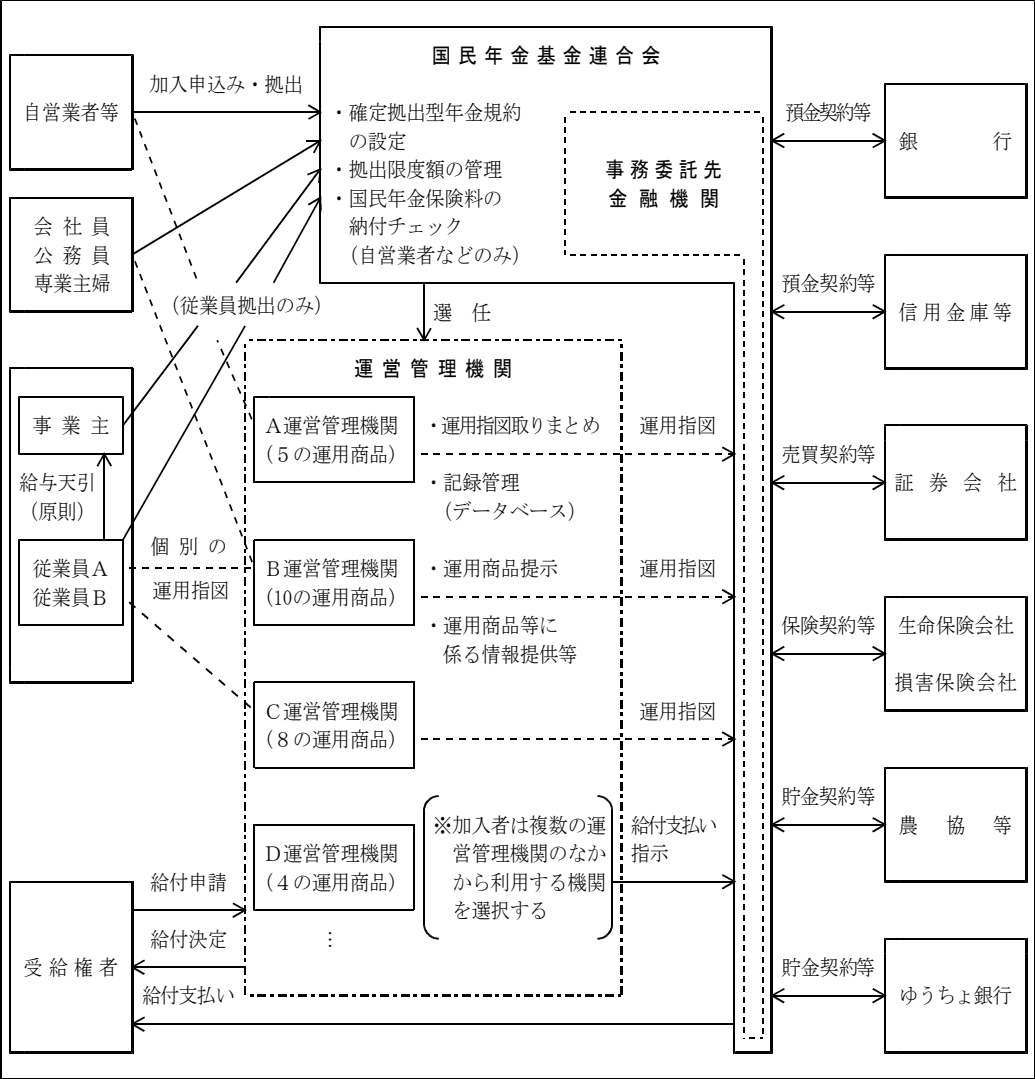 国民年金基金連合会
・確定拠出型年金規約
の設定
・拠出限度額の管理
・国民年金保険料の
納付チェック
(自営業者などのみ)
事務委託先
金融機関
自営業者等
加入申込み・拠出
会社員
公務員
専業主婦
(従業員拠出のみ)
選任
事業主
給与天引
(原則)
従業員A
従業員B
個別の
運用指図
運営管理機関
A運営管理機関
(5の運用商品)
・運用指図取りまとめ
運用指図
・記録管理
(データベース)
B運営管理機関
(10の運用商品)
・運用商品提示
運用指図
・運用商品等に
係る情報提供等
C運営管理機関
(8の運用商品)
運用指図
D運営管理機関
(4の運用商品)
…
※加入者は複数の運
営管理機関のなか
から利用する機関
を選択する
給付支払い
指示
受給権者
給付申請
給付決定
給付支払い
預金契約等
銀行
預金契約等
信用金庫等
売買契約等
証券会社
保険契約等
生命保険会社
損害保険会社
貯金契約等
農協等
貯金契約等
ゆうちょ銀行